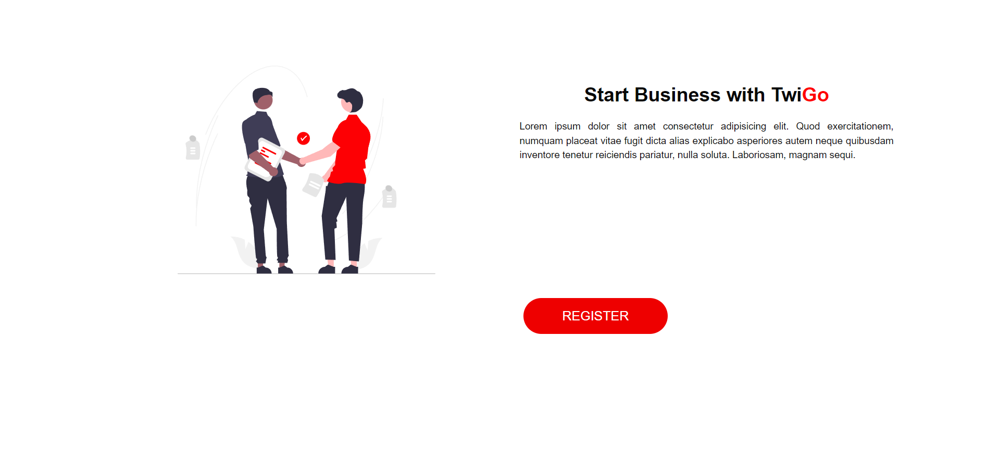 Start Business with TwiGo
Lorem ipsum dolor sit amet consectetur adipisicing elit. Quod exercitationem,
numquam placeat vitae fugit dicta alias explicabo asperiores autem neque quibusdam
inventore tenetur reiciendis pariatur, nulla soluta. Laboriosam, magnam sequi.
REGISTER